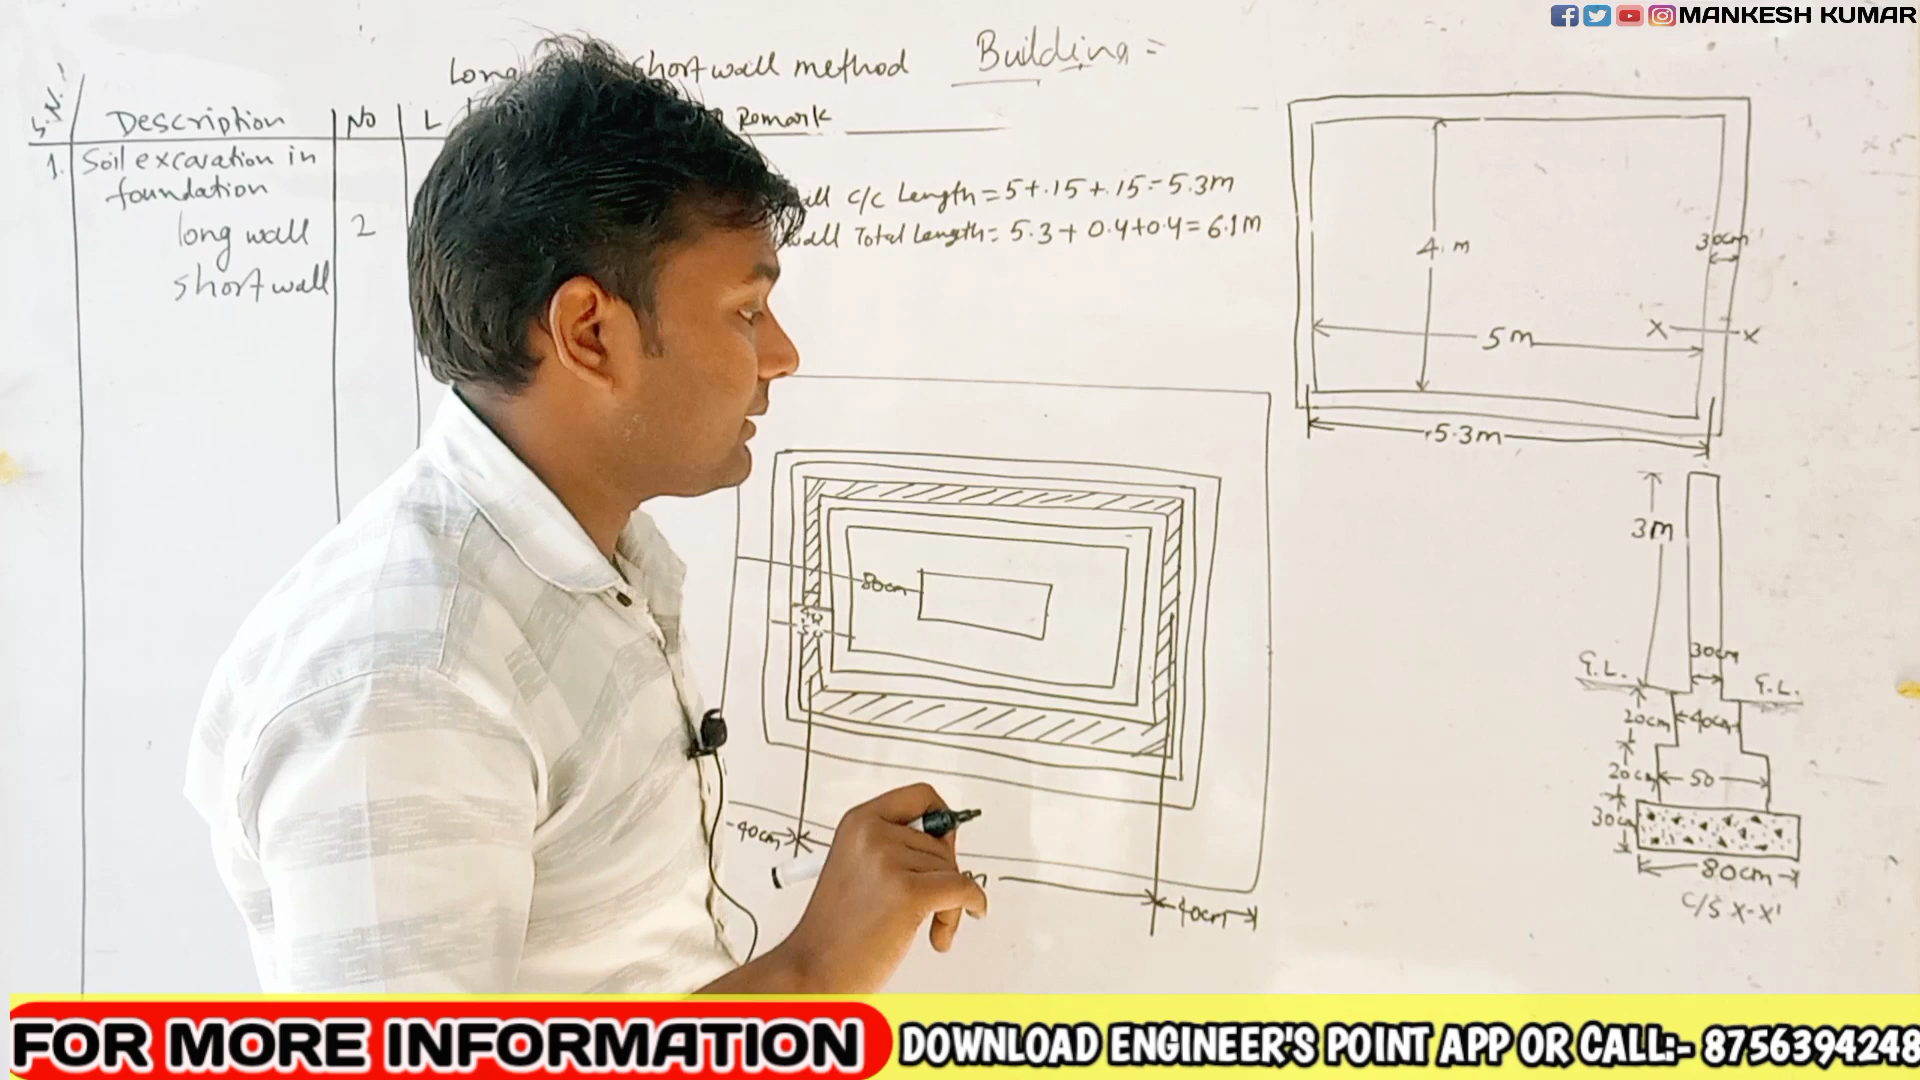 MANKESH KUMAR
Long short wall method Building =
S.N. Description No L Remark
1. Soil excavation in
foundation
long wall 2
short wall
all c/c Length = 5+.15+.15=5.3m
wall Total Length = 5.3+0.4+0.4=6.1m
4.m
30cm
5m
X X
5.3m
80cm
40cm
40cm
3m
30cm
G.L. G.L.
20cm 40cm
20cm 50
30cm
80cm
C/S X-X'
FOR MORE INFORMATION DOWNLOAD ENGINEER'S POINT APP OR CALL:- 8756394248